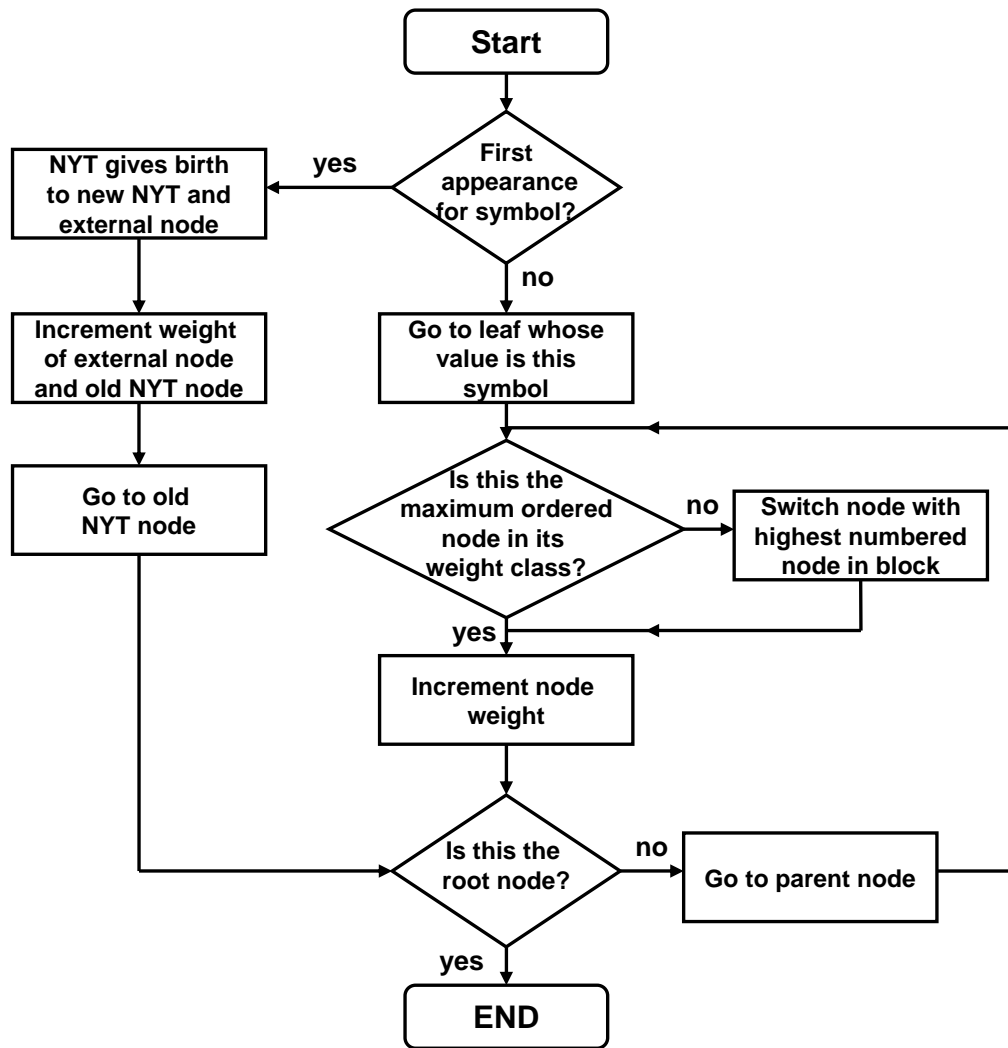 Start
First
appearance
for symbol?
yes
NYT gives birth
to new NYT and
external node
no
Increment weight
of external node
and old NYT node
Go to leaf whose
value is this
symbol
Go to old
NYT node
Is this the
maximum ordered
node in its
weight class?
no
Switch node with
highest numbered
node in block
yes
Increment node
weight
Is this the
root node?
no
Go to parent node
yes
END